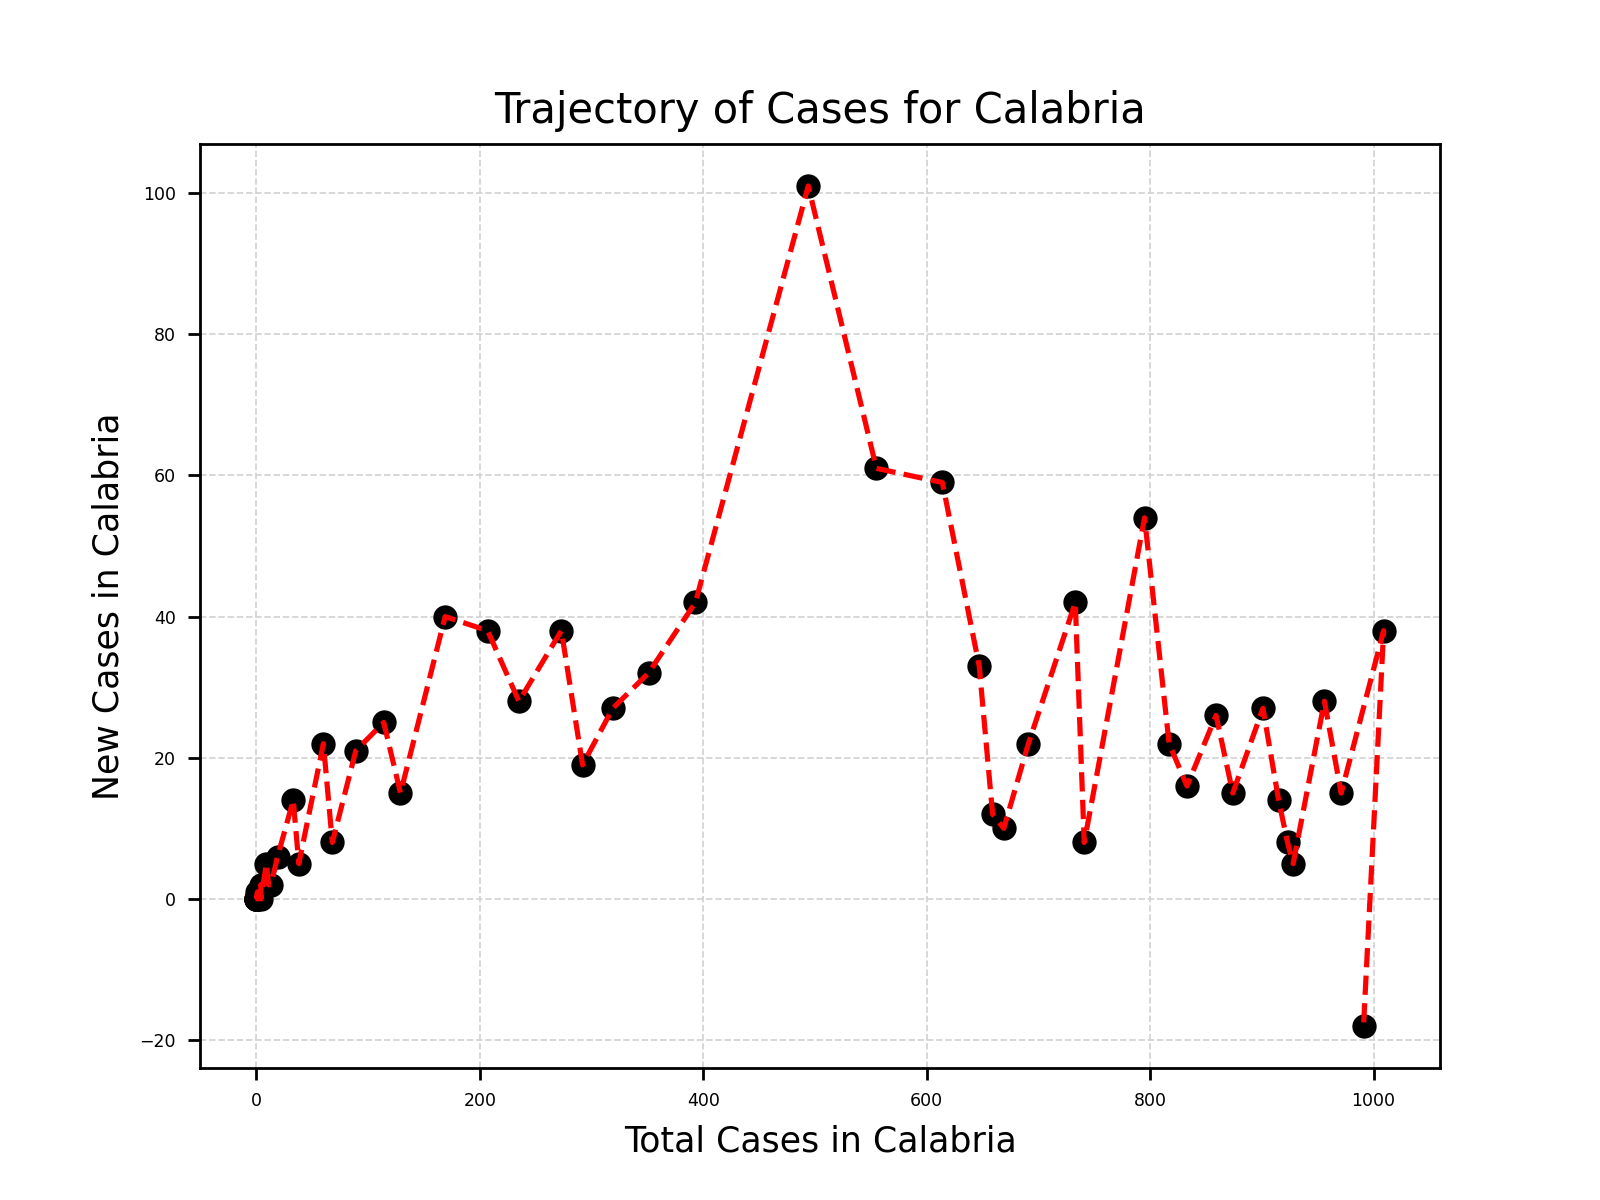 Trajectory of Cases for Calabria
100
80
60
40
20
0
−20
New Cases in Calabria
0 200 400 600 800 1000
Total Cases in Calabria